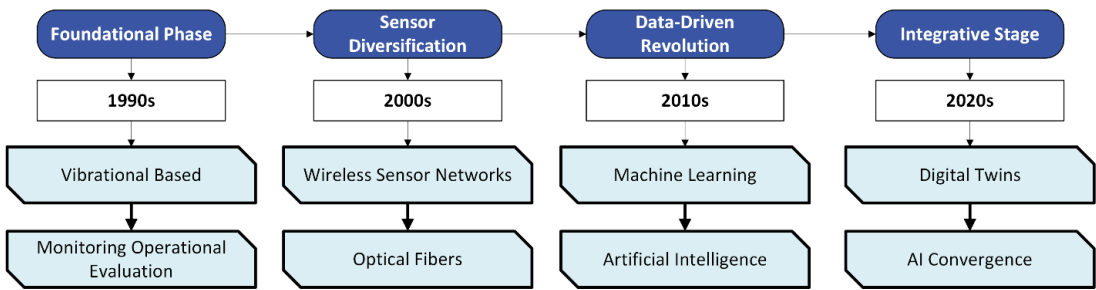 Foundational Phase
Sensor
Diversification
Data-Driven
Revolution
Integrative Stage
1990s
2000s
2010s
2020s
Vibrational Based
Wireless Sensor Networks
Machine Learning
Digital Twins
Monitoring Operational
Evaluation
Optical Fibers
Artificial Intelligence
AI Convergence